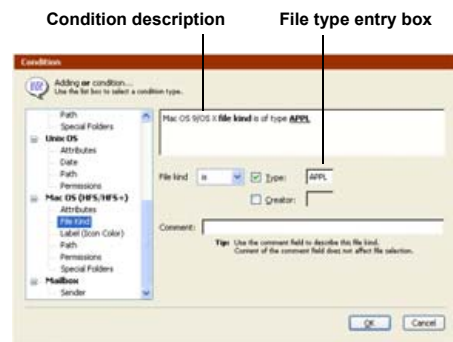 Condition description File type entry box
Condition
Adding or condition...
Use the list box to select a condition type.
Path
Special Folders
Unix OS
Attributes
Date
Path
Permissions
Mac OS (HFS/HFS+)
Attributes
File Kind
Label (Icon Color)
Path
Permissions
Special Folders
Mailbox
Sender
Mac OS 9/OS X file kind is of type APPL
File kind is Type: APPL
Creator:
Comment:
Tip: Use the comment field to describe this file kind.
Content of the comment field does not affect file selection.
OK Cancel